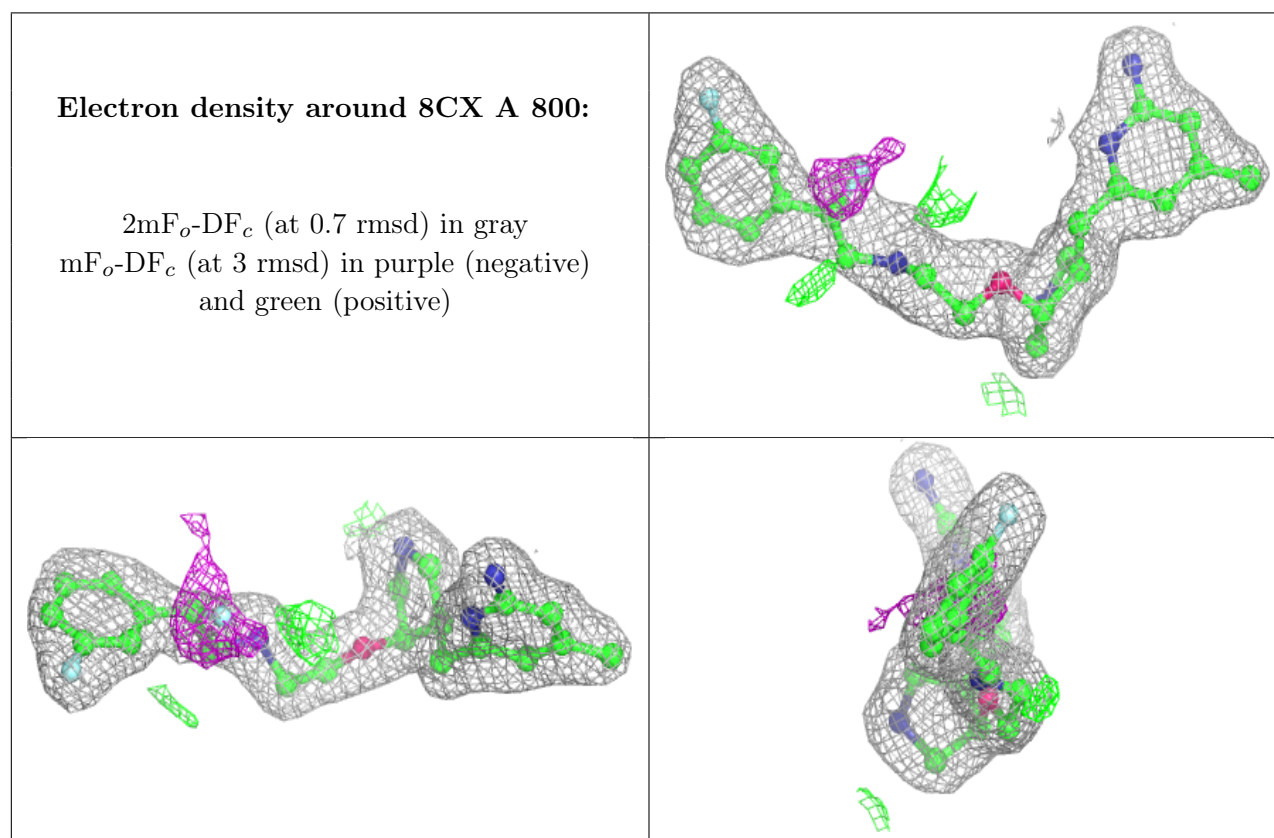 Electron density around 8CX A 800:
2mFo-DFc (at 0.7 rmsd) in gray
mFo-DFc (at 3 rmsd) in purple (negative)
and green (positive)